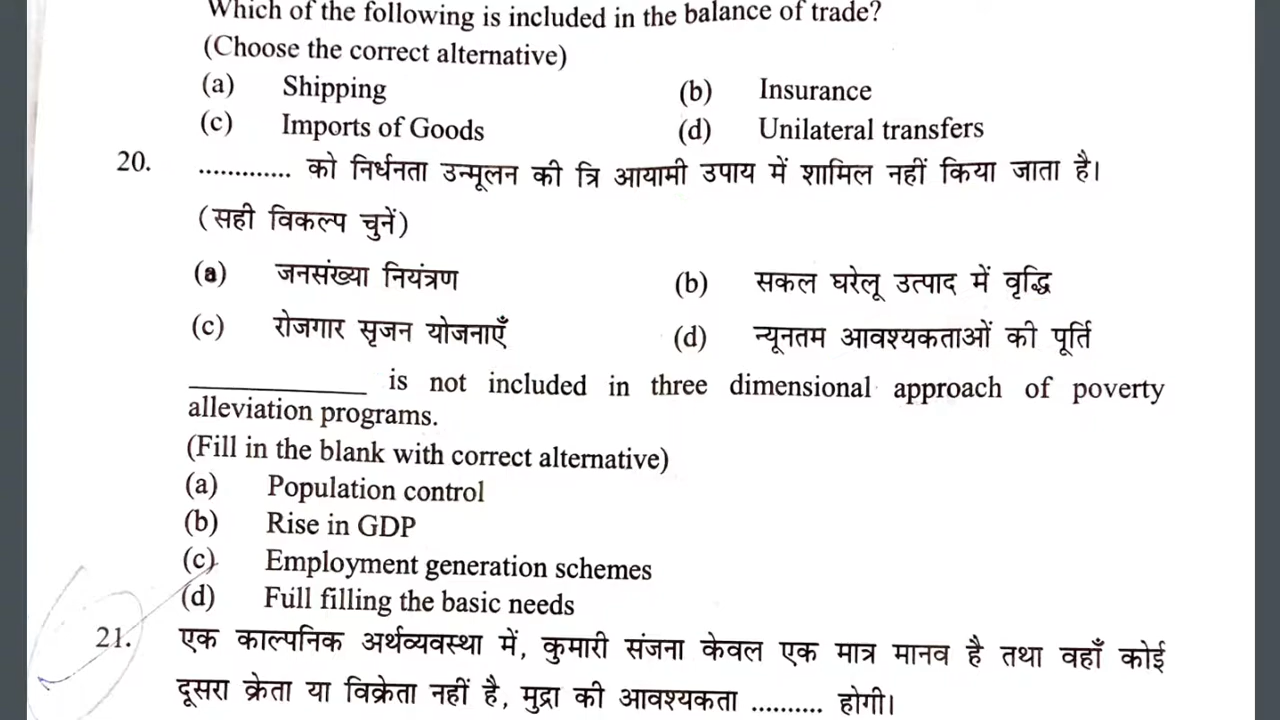 Which of the following is included in the balance of trade?
(Choose the correct alternative)
(a) Shipping (b) Insurance
(c) Imports of Goods (d) Unilateral transfers
20. ............. को निर्धनता उन्मूलन की त्रि आयामी उपाय में शामिल नहीं किया जाता है।
(सही विकल्प चुनें)
(a) जनसंख्या नियंत्रण (b) सकल घरेलू उत्पाद में वृद्धि
(c) रोजगार सृजन योजनाएँ (d) न्यूनतम आवश्यकताओं की पूर्ति
_____________ is not included in three dimensional approach of poverty
alleviation programs.
(Fill in the blank with correct alternative)
(a) Population control
(b) Rise in GDP
(c) Employment generation schemes
(d) Full filling the basic needs
21. एक काल्पनिक अर्थव्यवस्था में, कुमारी संजना केवल एक मात्र मानव है तथा वहाँ कोई
दूसरा क्रेता या विक्रेता नहीं है, मुद्रा की आवश्यकता .......... होगी।